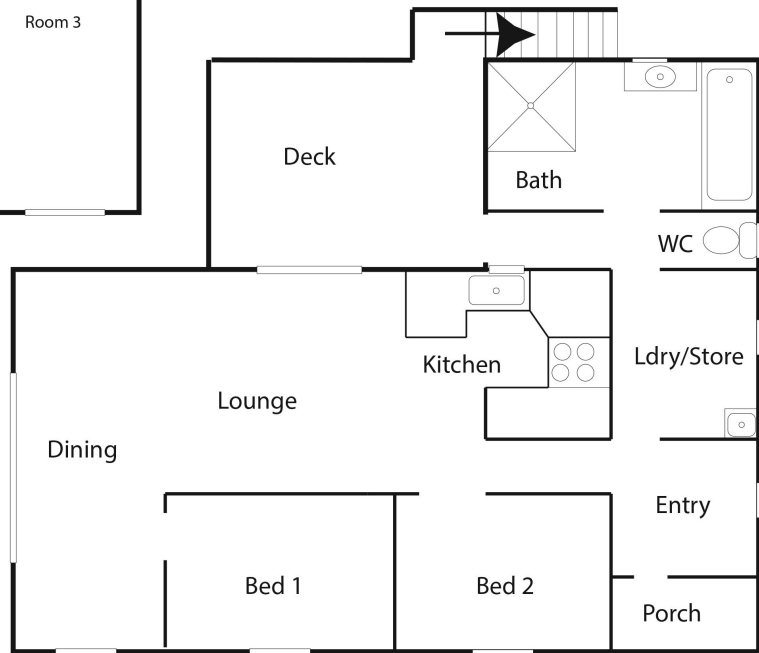 Room 3
Deck
Bath
WC
Kitchen
Ldry/Store
Lounge
Dining
Entry
Bed 1
Bed 2
Porch